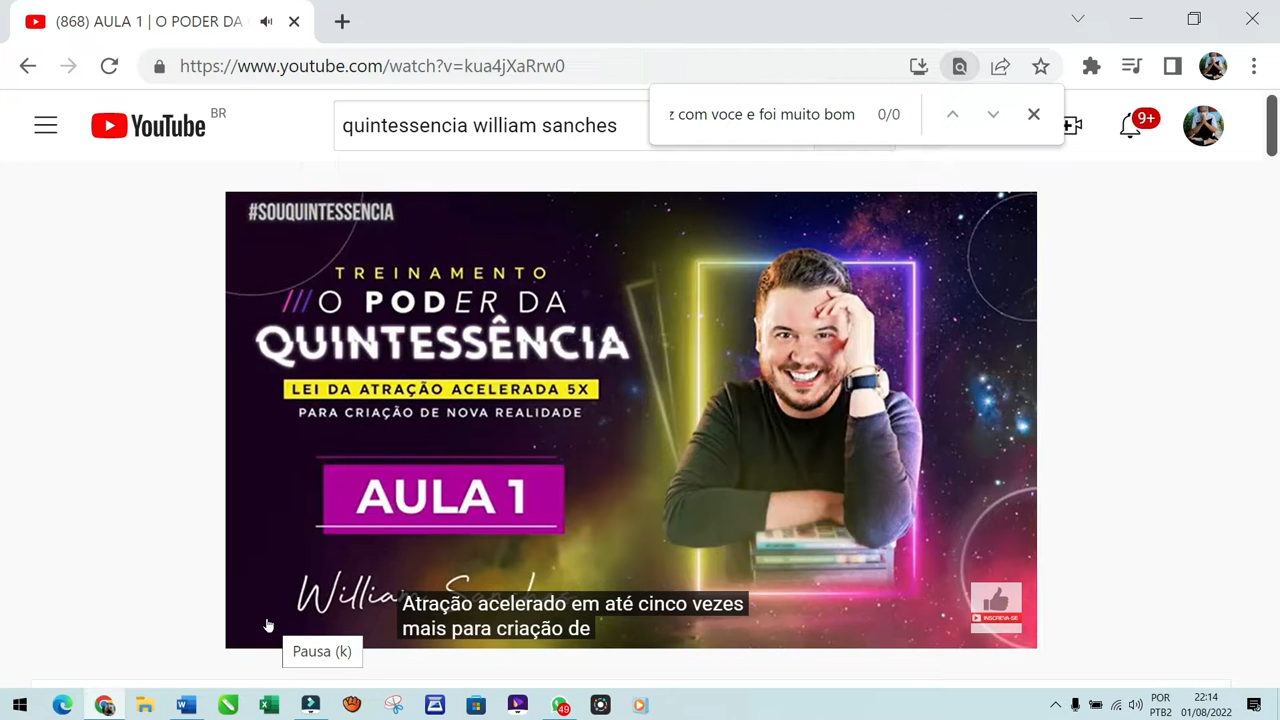 (868) AULA 1 | O PODER DA
https://www.youtube.com/watch?v=kua4jXaRrw0
z com voce e foi muito bom 0/0
YouTube BR
quintessencia william sanches
9+
#SOUQUINTESSENCIA
TREINAMENTO
///O PODER DA
QUINTESSÊNCIA
LEI DA ATRAÇÃO ACELERADA 5X
PARA CRIAÇÃO DE NOVA REALIDADE
AULA 1
William
Atração acelerado em até cinco vezes
mais para criação de
INSCREVA-SE
Pausa (k)
49
POR
PTB2
22:14
01/08/2022